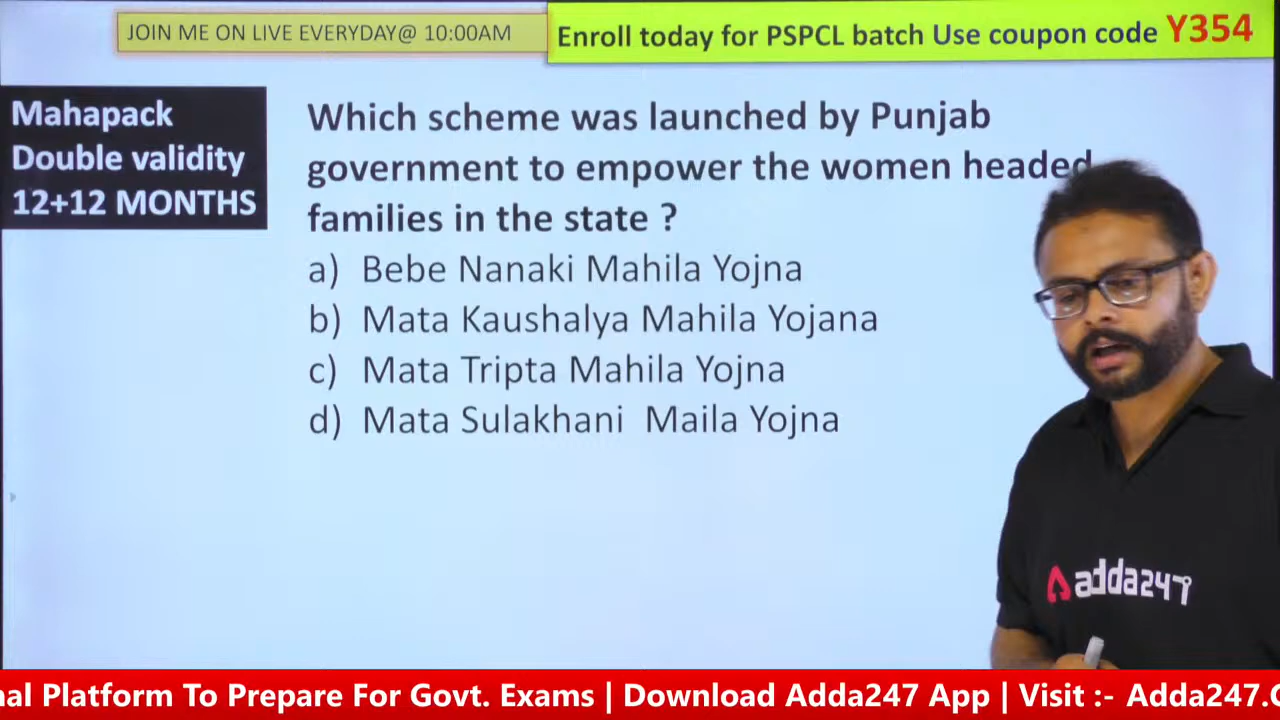 JOIN ME ON LIVE EVERYDAY@ 10:00AM
Enroll today for PSPCL batch Use coupon code Y354
Mahapack
Double validity
12+12 MONTHS
Which scheme was launched by Punjab
government to empower the women headed
families in the state ?
a) Bebe Nanaki Mahila Yojna
b) Mata Kaushalya Mahila Yojana
c) Mata Tripta Mahila Yojna
d) Mata Sulakhani Maila Yojna
adda247
nal Platform To Prepare For Govt. Exams | Download Adda247 App | Visit :- Adda247.C